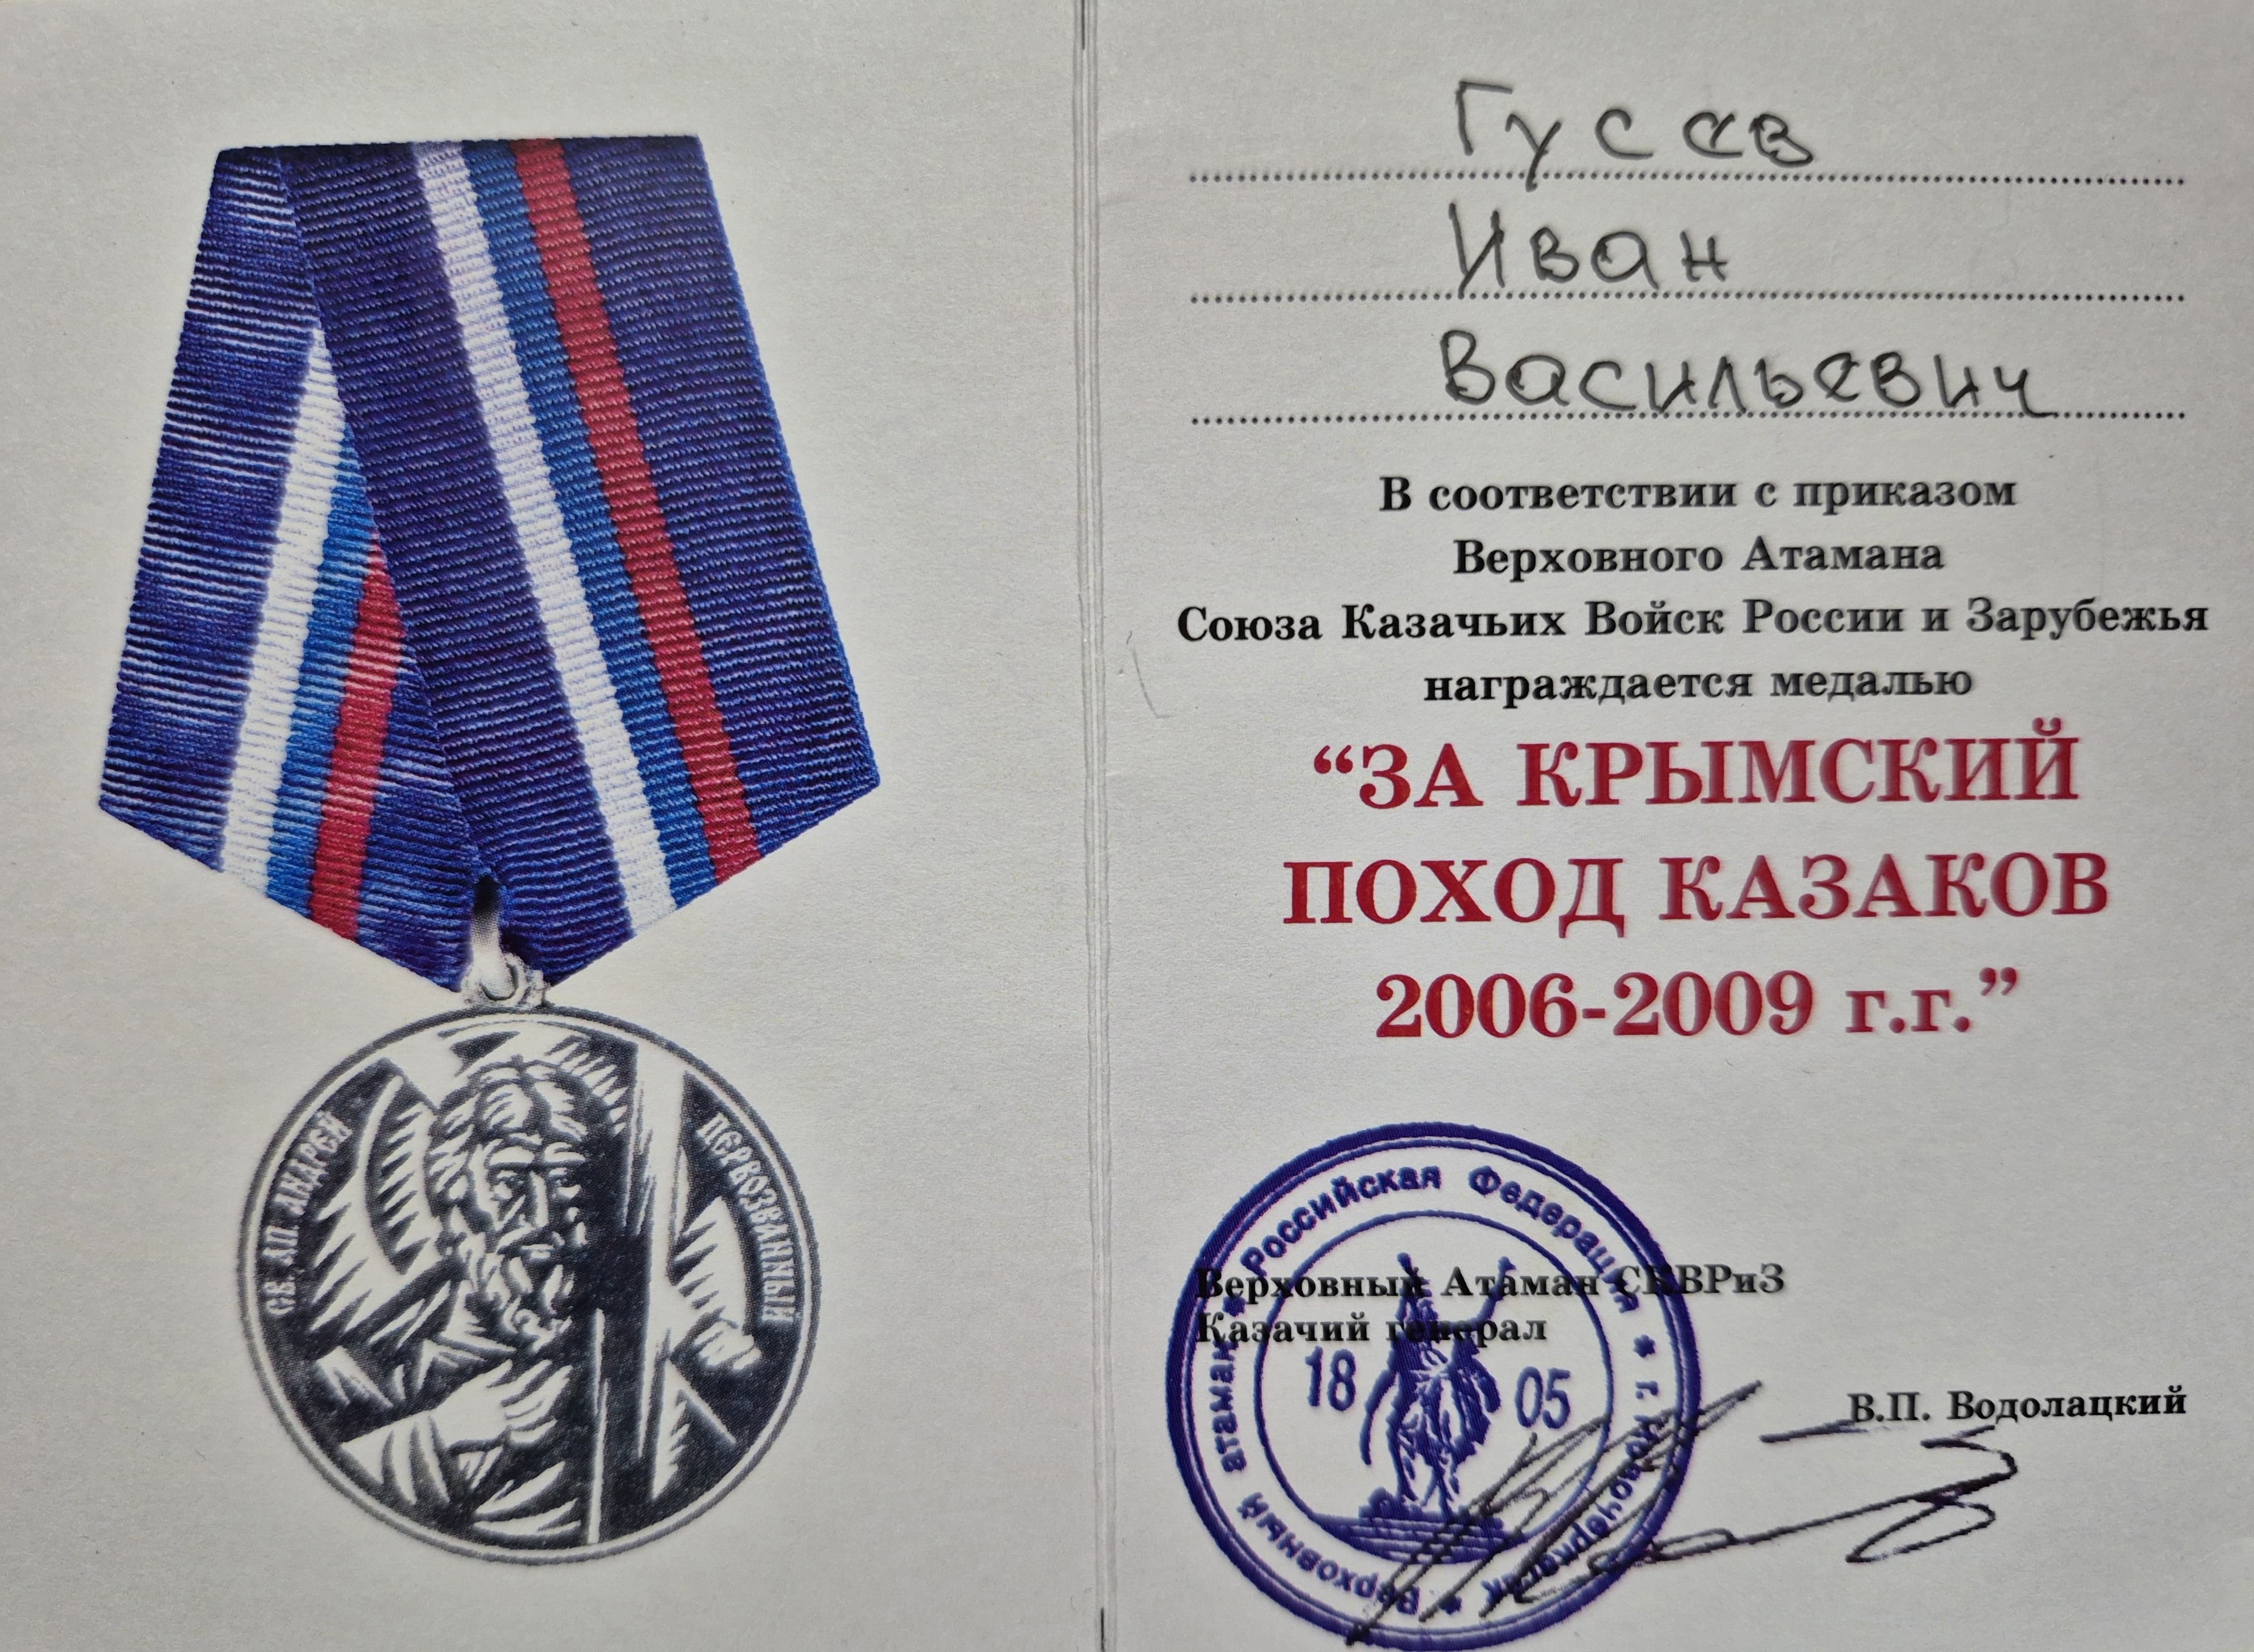 Гусев
Иван
Васильевич
В соответствии с приказом
Верховного Атамана
Союза Казачьих Войск России и Зарубежья
награждается медалью
“ЗА КРЫМСКИЙ
ПОХОД КАЗАКОВ
2006-2009 г.г.”
СВ. АП. АНДРЕЙ
ПЕРВОЗВАННЫЙ
Верховный Атаман СКВРиЗ
Казачий генерал
В.П. Водолацкий
Российская Федерация * г. Новочеркасск * Верховный атаман *
18 05